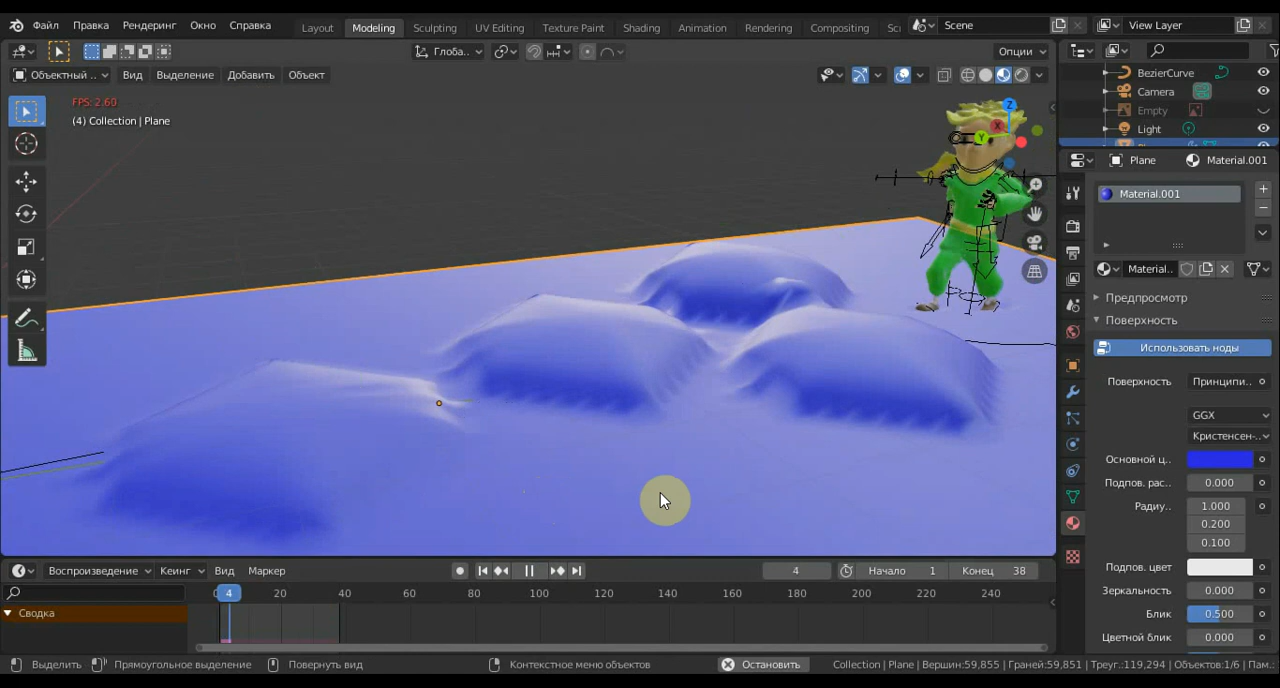 Файл Правка Рендеринг Окно Справка Layout Modeling Sculpting UV Editing Texture Paint Shading Animation Rendering Compositing Sc Scene View Layer
Глоба.. Опции
Объектный .. Вид Выделение Добавить Объект
FPS: 2.60
(4) Collection | Plane
Z
X
Y
BezierCurve
Camera
Empty
Light
Plane Material.001
Material.001
Material..
Предпросмотр
Поверхность
Использовать ноды
Поверхность Принципи..
GGX
Кристенсен-..
Основной ц..
Подпов. рас.. 0.000
Радиу.. 1.000
0.200
0.100
Подпов. цвет
Зеркальность 0.000
Блик 0.500
Цветной блик 0.000
Воспроизведение Кеинг Вид Маркер 4 Начало 1 Конец 38
4 20 40 60 80 100 120 140 160 180 200 220 240
Сводка
Выделить Прямоугольное выделение Повернуть вид Контекстное меню объектов Остановить Collection | Plane | Вершин:59,855 | Граней:59,851 | Треуг.:119,294 | Объектов:1/6 | Пам.: